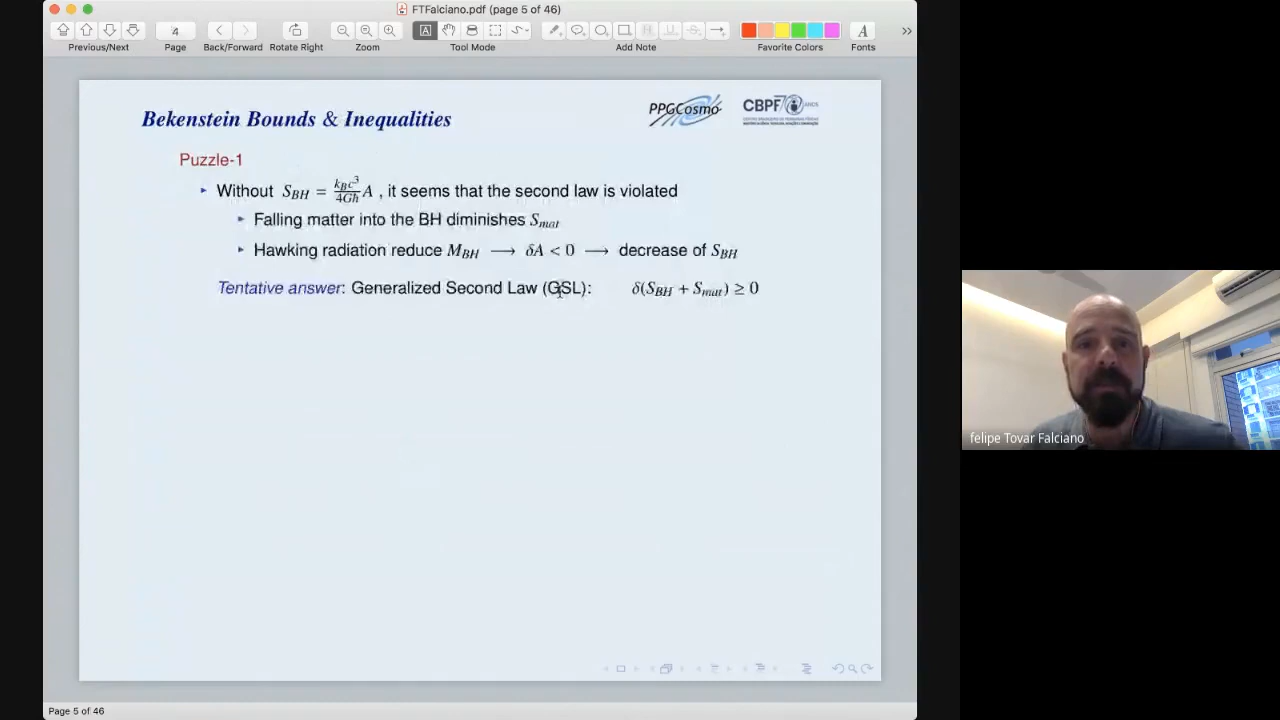 FTFalciano.pdf (page 5 of 46)
4
Previous/Next Page Back/Forward Rotate Right Zoom Tool Mode Add Note Favorite Colors Fonts
Bekenstein Bounds & Inequalities
PPGCosmo CBPF
Puzzle-1
Without S_BH = k_B c^3 / 4Għ A , it seems that the second law is violated
Falling matter into the BH diminishes S_mat
Hawking radiation reduce M_BH ⟶ δA < 0 ⟶ decrease of S_BH
Tentative answer: Generalized Second Law (GSL): δ(S_BH + S_mat) ≥ 0
felipe Tovar Falciano
Page 5 of 46